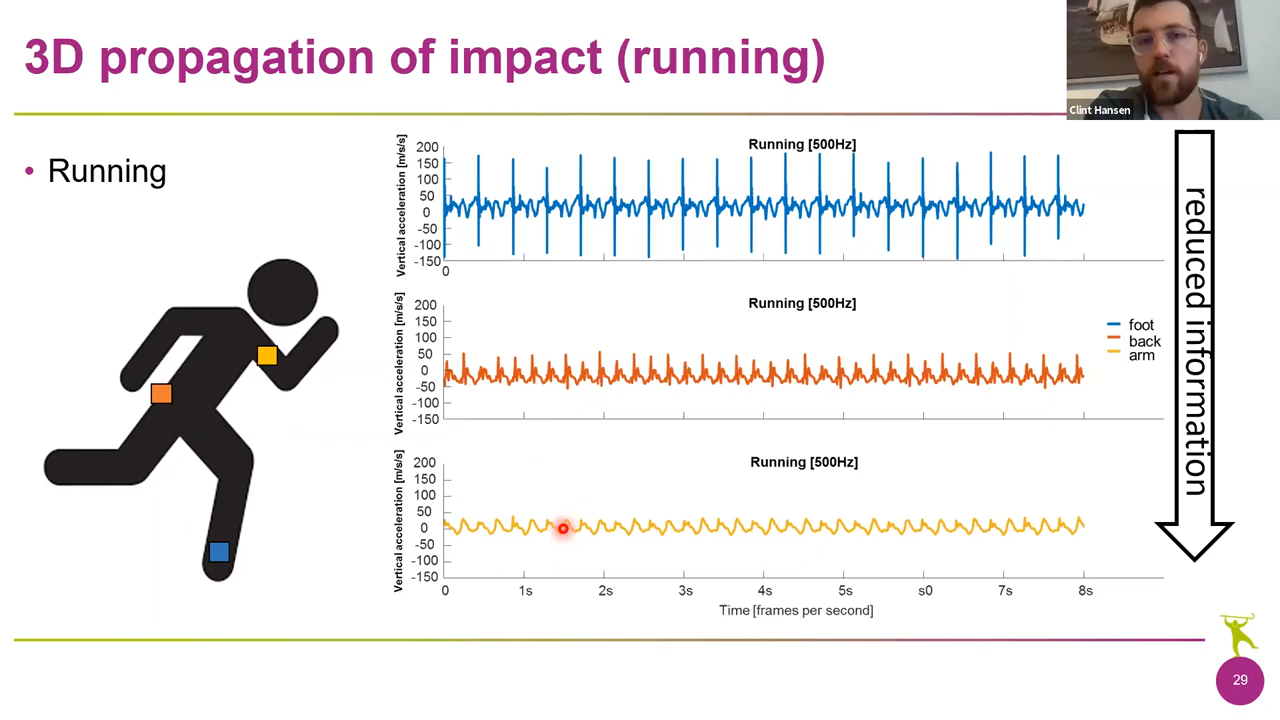 3D propagation of impact (running)
Clint Hansen
• Running
Running [500Hz]
Vertical acceleration [m/s/s]
200
150
100
50
0
-50
-100
-150
0
Running [500Hz]
Vertical acceleration [m/s/s]
200
150
100
50
0
-50
-100
-150
foot
back
arm
Running [500Hz]
Vertical acceleration [m/s/s]
200
150
100
50
0
-50
-100
-150
0 1s 2s 3s 4s 5s s0 7s 8s
Time [frames per second]
reduced information
29